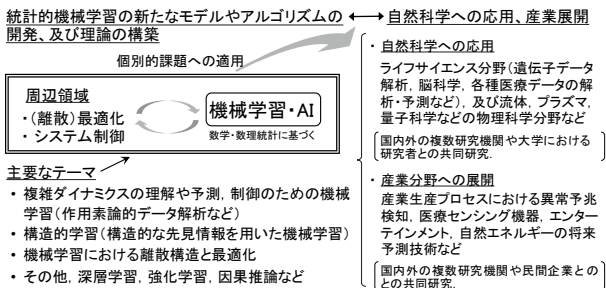 統計的機械学習の新たなモデルやアルゴリズムの
開発、及び理論の構築
自然科学への応用、産業展開
個別的課題への適用
周辺領域
・(離散)最適化
・システム制御
機械学習・AI
数学・数理統計に基づく
主要なテーマ
・複雑ダイナミクスの理解や予測, 制御のための機械
学習(作用素論的データ解析など)
・構造的学習(構造的な先見情報を用いた機械学習)
・機械学習における離散構造と最適化
・その他, 深層学習, 強化学習, 因果推論など
・自然科学への応用
ライフサイエンス分野(遺伝子データ
解析, 脳科学, 各種医療データの解
析・予測など), 及び流体, プラズマ,
量子科学などの物理科学分野など
国内外の複数研究機関や大学における
研究者との共同研究.
・産業分野への展開
産業生産プロセスにおける異常予兆
検知, 医療センシング機器, エンター
テインメント, 自然エネルギーの将来
予測技術など
国内外の複数研究機関や民間企業との
との共同研究.